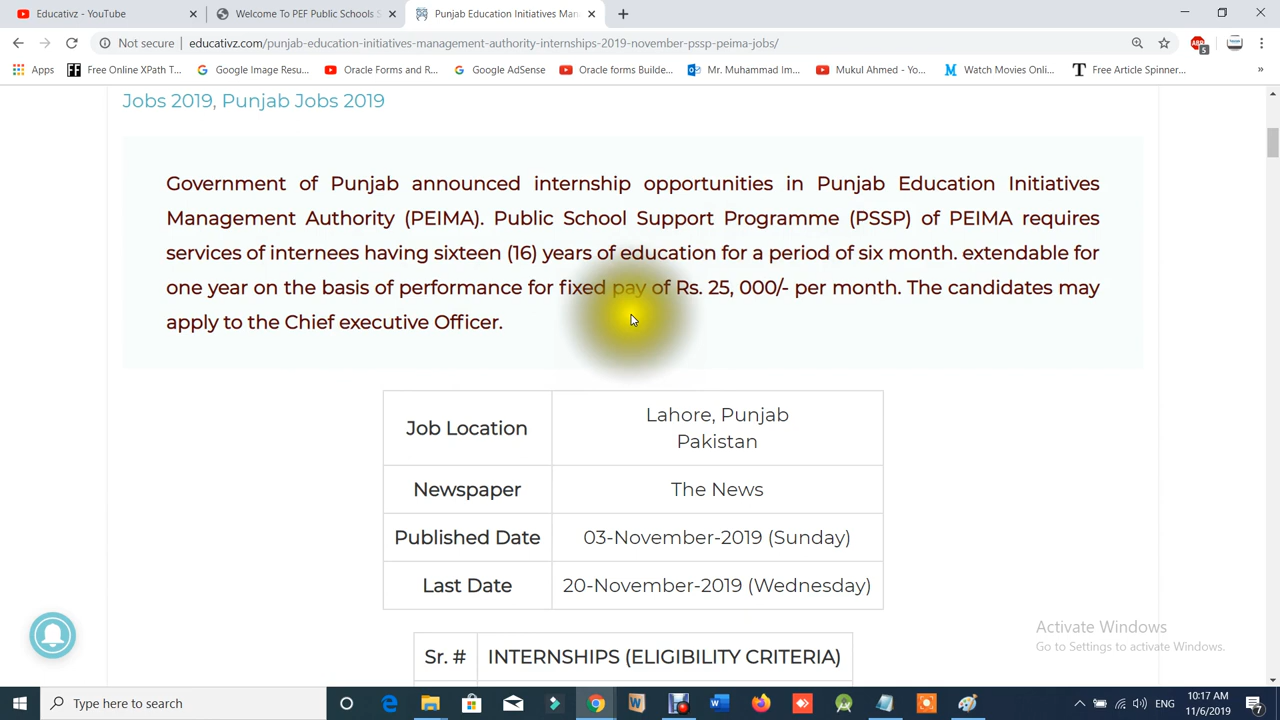 Educativz - YouTube
Welcome To PEF Public Schools S
Punjab Education Initiatives Man
Not secure
educativz.com/punjab-education-initiatives-management-authority-internships-2019-november-pssp-peima-jobs/
5
Apps
Free Online XPath T...
Google Image Resu...
Oracle Forms and R...
Google AdSense
Oracle forms Builde...
Mr. Muhammad Im...
Mukul Ahmed - Yo...
Watch Movies Onli...
Free Article Spinner...
Jobs 2019, Punjab Jobs 2019
Government of Punjab announced internship opportunities in Punjab Education Initiatives
Management Authority (PEIMA). Public School Support Programme (PSSP) of PEIMA requires
services of internees having sixteen (16) years of education for a period of six month. extendable for
one year on the basis of performance for fixed pay of Rs. 25, 000/- per month. The candidates may
apply to the Chief executive Officer.
Job Location
Lahore, Punjab
Pakistan
Newspaper
The News
Published Date
03-November-2019 (Sunday)
Last Date
20-November-2019 (Wednesday)
Sr. #
INTERNSHIPS (ELIGIBILITY CRITERIA)
Activate Windows
Go to Settings to activate Windows.
Type here to search
ENG
10:17 AM
11/6/2019
7